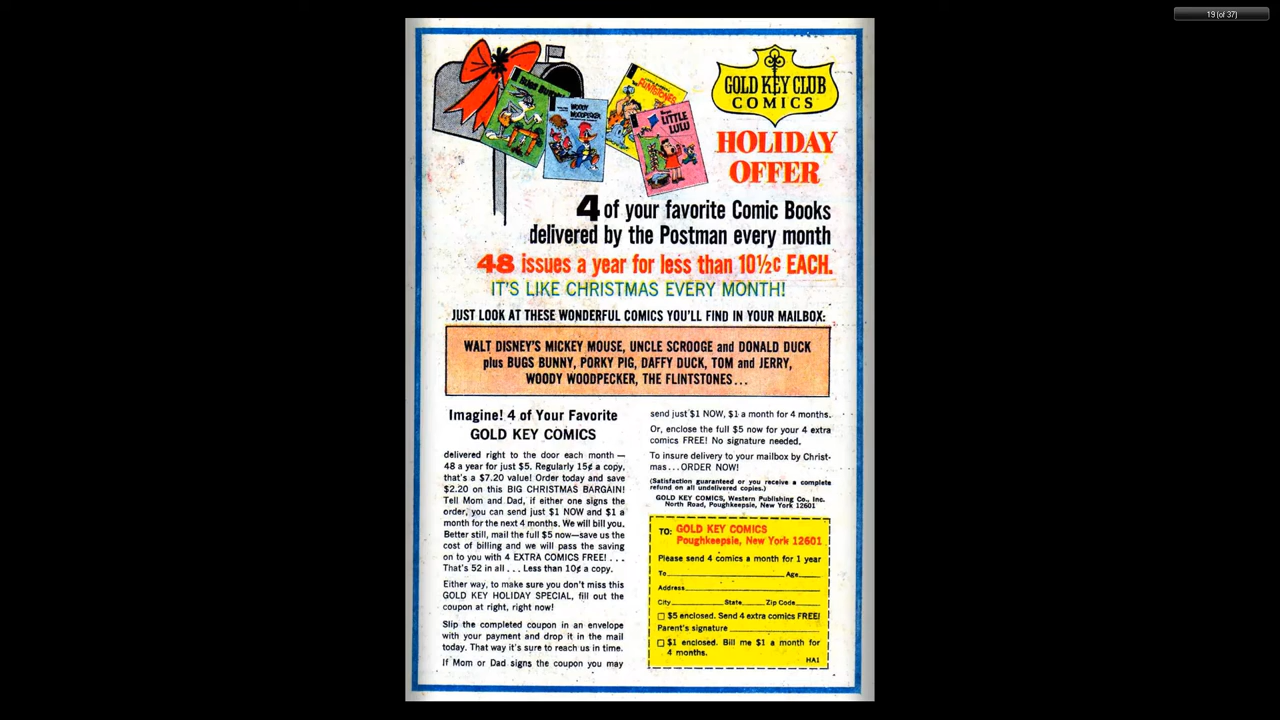 19 (of 37)
GOLD KEY CLUB
COMICS
WOODY
WOODPECKER
FLINTSTONES
LITTLE
LULU
HOLIDAY
OFFER
4 of your favorite Comic Books
delivered by the Postman every month
48 issues a year for less than 10½c EACH.
IT'S LIKE CHRISTMAS EVERY MONTH!
JUST LOOK AT THESE WONDERFUL COMICS YOU'LL FIND IN YOUR MAILBOX:
WALT DISNEY'S MICKEY MOUSE, UNCLE SCROOGE and DONALD DUCK
plus BUGS BUNNY, PORKY PIG, DAFFY DUCK, TOM and JERRY,
WOODY WOODPECKER, THE FLINTSTONES...
Imagine! 4 of Your Favorite
GOLD KEY COMICS
delivered right to the door each month —
48 a year for just $5. Regularly 15¢ a copy,
that's a $7.20 value! Order today and save
$2.20 on this BIG CHRISTMAS BARGAIN!
Tell Mom and Dad, if either one signs the
order, you can send just $1 NOW and $1 a
month for the next 4 months. We will bill you.
Better still, mail the full $5 now—save us the
cost of billing and we will pass the saving
on to you with 4 EXTRA COMICS FREE! ...
That's 52 in all ... Less than 10¢ a copy.
Either way, to make sure you don't miss this
GOLD KEY HOLIDAY SPECIAL, fill out the
coupon at right, right now!
Slip the completed coupon in an envelope
with your payment and drop it in the mail
today. That way it's sure to reach us in time.
If Mom or Dad signs the coupon you may
send just $1 NOW, $1 a month for 4 months.
Or, enclose the full $5 now for your 4 extra
comics FREE! No signature needed.
To insure delivery to your mailbox by Christ-
mas...ORDER NOW!
(Satisfaction guaranteed or you receive a complete
refund on all undelivered copies.)
GOLD KEY COMICS, Western Publishing Co., Inc.
North Road, Poughkeepsie, New York 12601
TO: GOLD KEY COMICS
Poughkeepsie, New York 12601
Please send 4 comics a month for 1 year
To Age
Address
City State Zip Code
$5 enclosed. Send 4 extra comics FREE!
Parent's signature
$1 enclosed. Bill me $1 a month for
4 months.
HA1